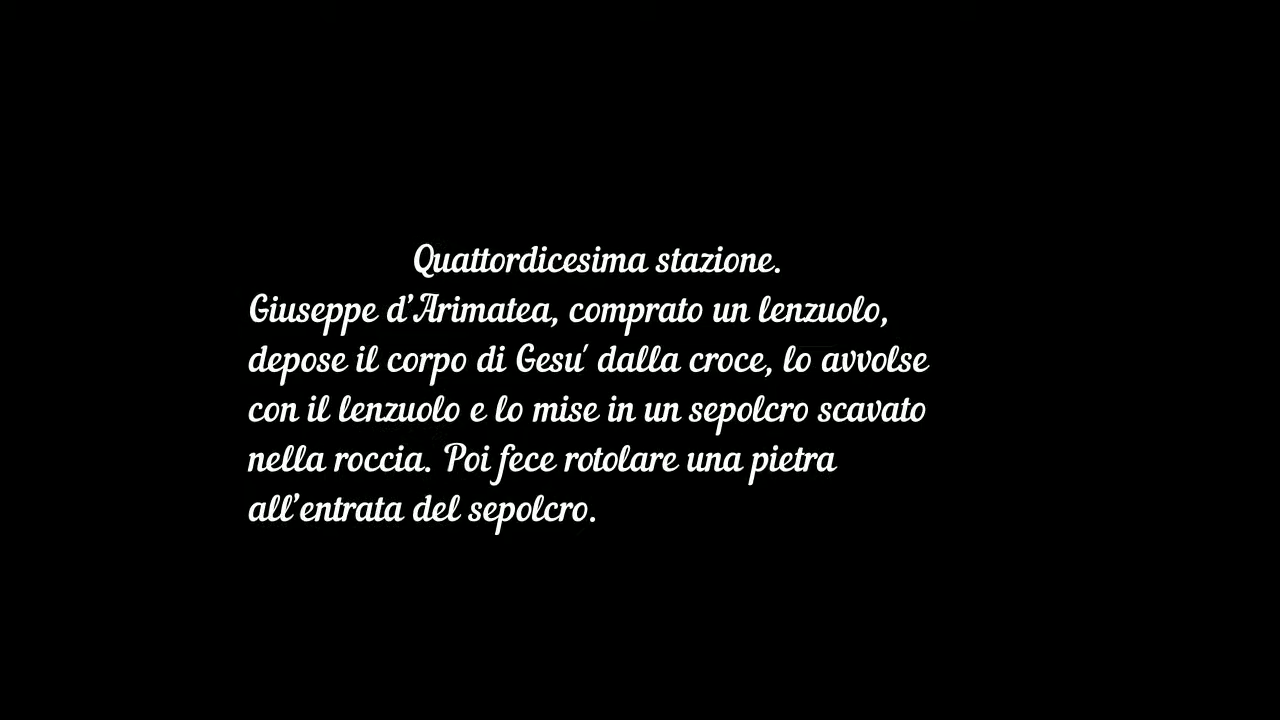 Quattordicesima stazione.
Giuseppe d'Arimatea, comprato un lenzuolo,
depose il corpo di Gesu' dalla croce, lo avvolse
con il lenzuolo e lo mise in un sepolcro scavato
nella roccia. Poi fece rotolare una pietra
all'entrata del sepolcro.